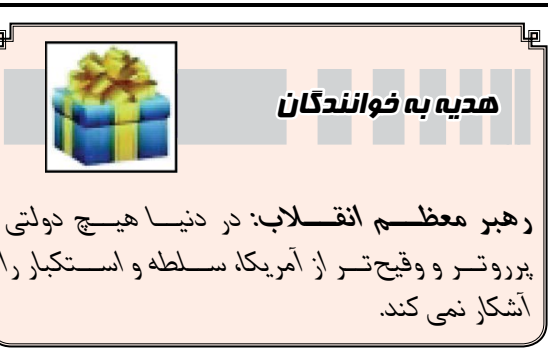 هدیه به خوانندگان
رهبر معظم انقلاب: در دنیا هیچ دولتی
پرروتر و وقیح‌تر از آمریکا، سلطه و استکبار را
آشکار نمی کند.